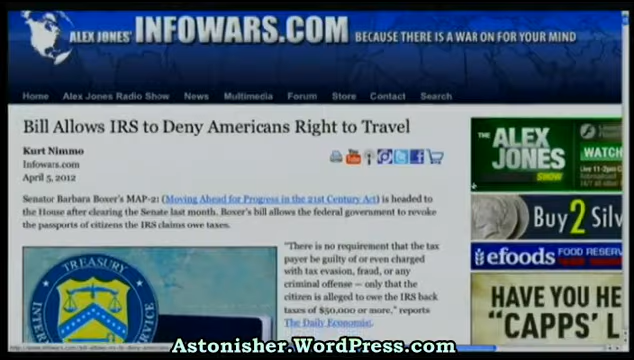 ALEX JONES' INFOWARS.COM BECAUSE THERE IS A WAR ON FOR YOUR MIND
Home Alex Jones Radio Show News Multimedia Forum Store Contact Search
Bill Allows IRS to Deny Americans Right to Travel
Kurt Nimmo
Infowars.com
April 5, 2012
Senator Barbara Boxer's MAP-21 (Moving Ahead for Progress in the 21st Century Act) is headed to
the House after clearing the Senate last month. Boxer's bill allows the federal government to revoke
the passports of citizens the IRS claims owe taxes.
"There is no requirement that the tax
payer be guilty of or even charged
with tax evasion, fraud, or any
criminal offense — only that the
citizen is alleged to owe the IRS back
taxes of $50,000 or more," reports
The Daily Economist.
TREASURY
THE
ALEX
JONES
SHOW
WATCH
Buy 2 Silv
efoods FOOD RESERV
HAVE YOU HE
"CAPPS' L
Astonisher.WordPress.com